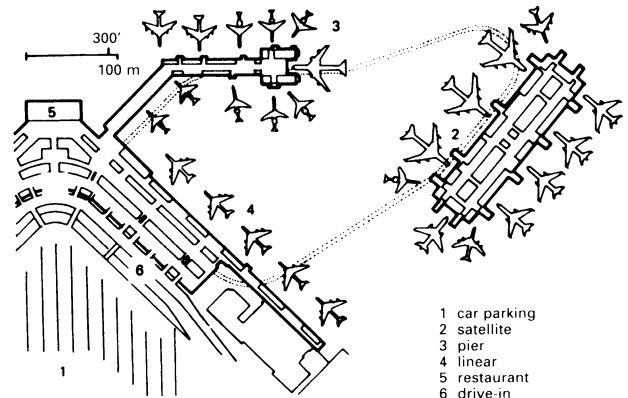 3
300'
100 m
5
2
4
6
1
1 car parking
2 satellite
3 pier
4 linear
5 restaurant
6 drive-in